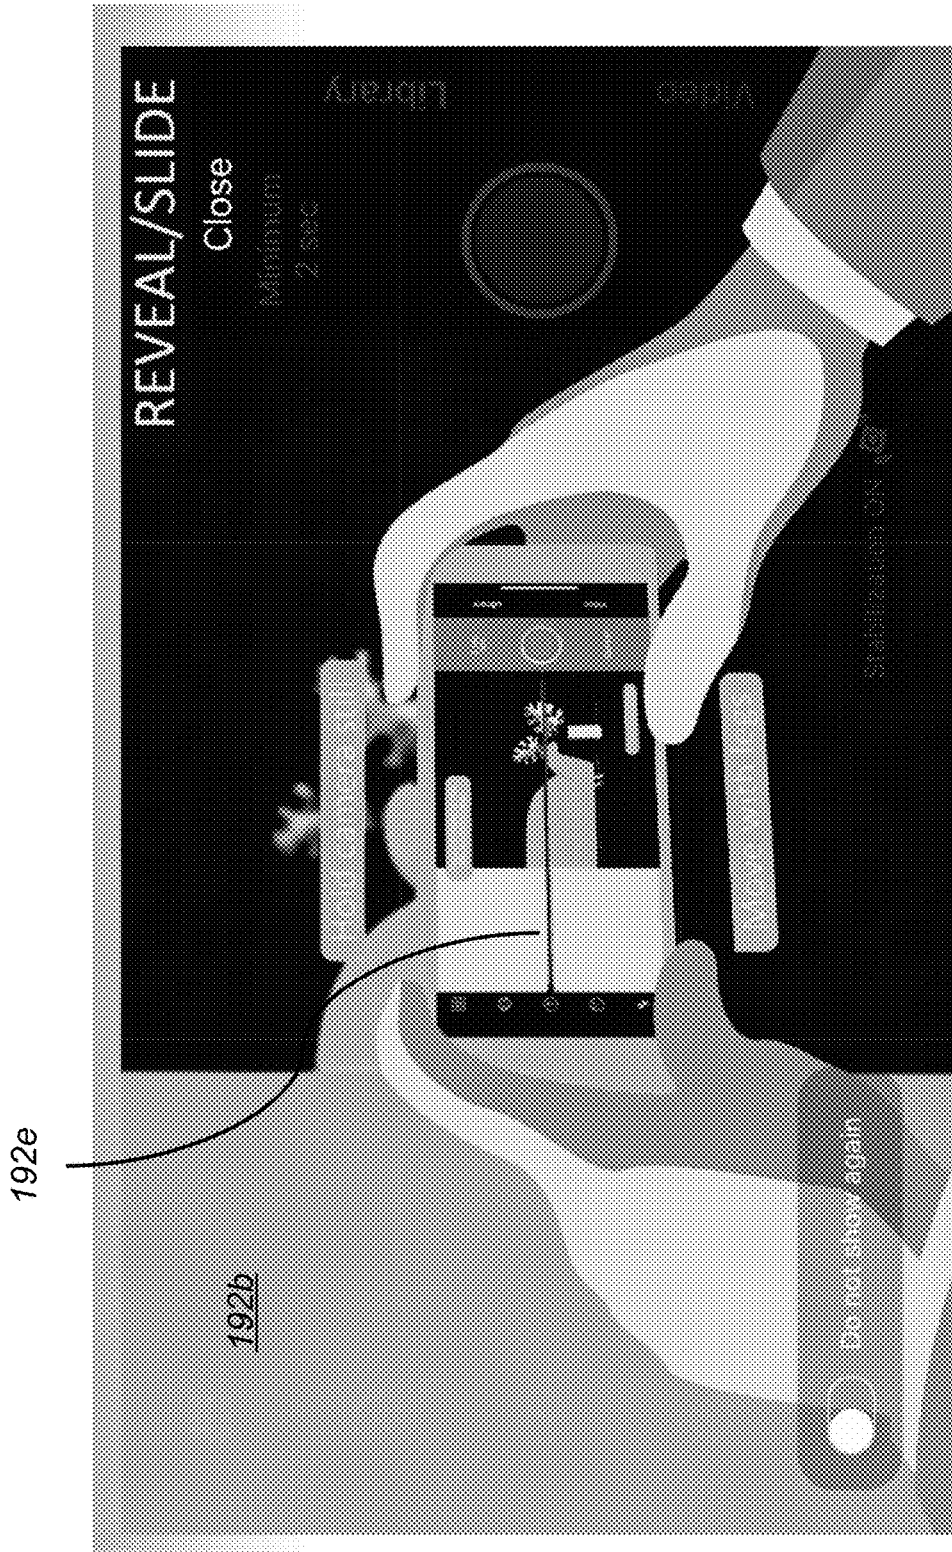 REVEAL/SLIDE
Close
Minimum
2 sec
Library
Video
Stabilization ON
Do not show again
192e
192b